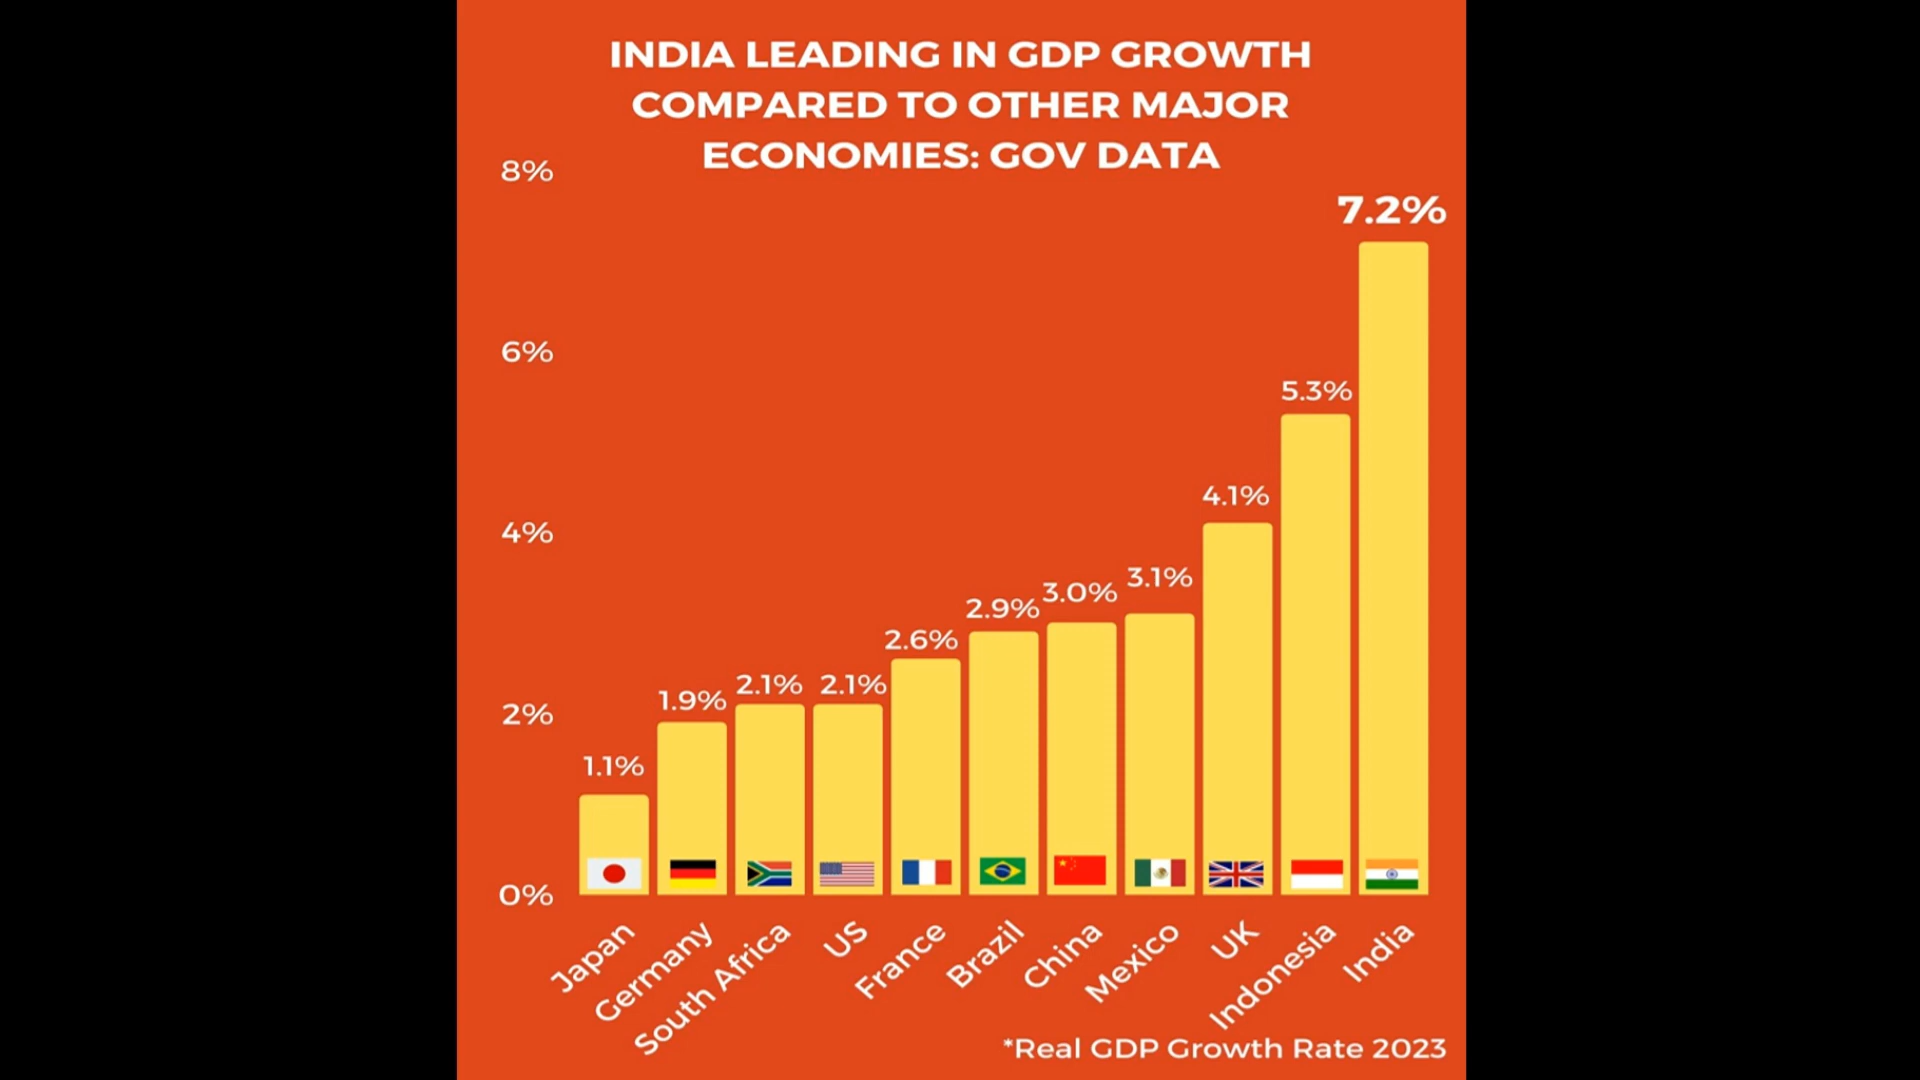 INDIA LEADING IN GDP GROWTH
COMPARED TO OTHER MAJOR
ECONOMIES: GOV DATA
8%
6%
4%
2%
0%
1.1%
1.9%
2.1%
2.1%
2.6%
2.9%
3.0%
3.1%
4.1%
5.3%
7.2%
Japan
Germany
South Africa
US
France
Brazil
China
Mexico
UK
Indonesia
India
*Real GDP Growth Rate 2023